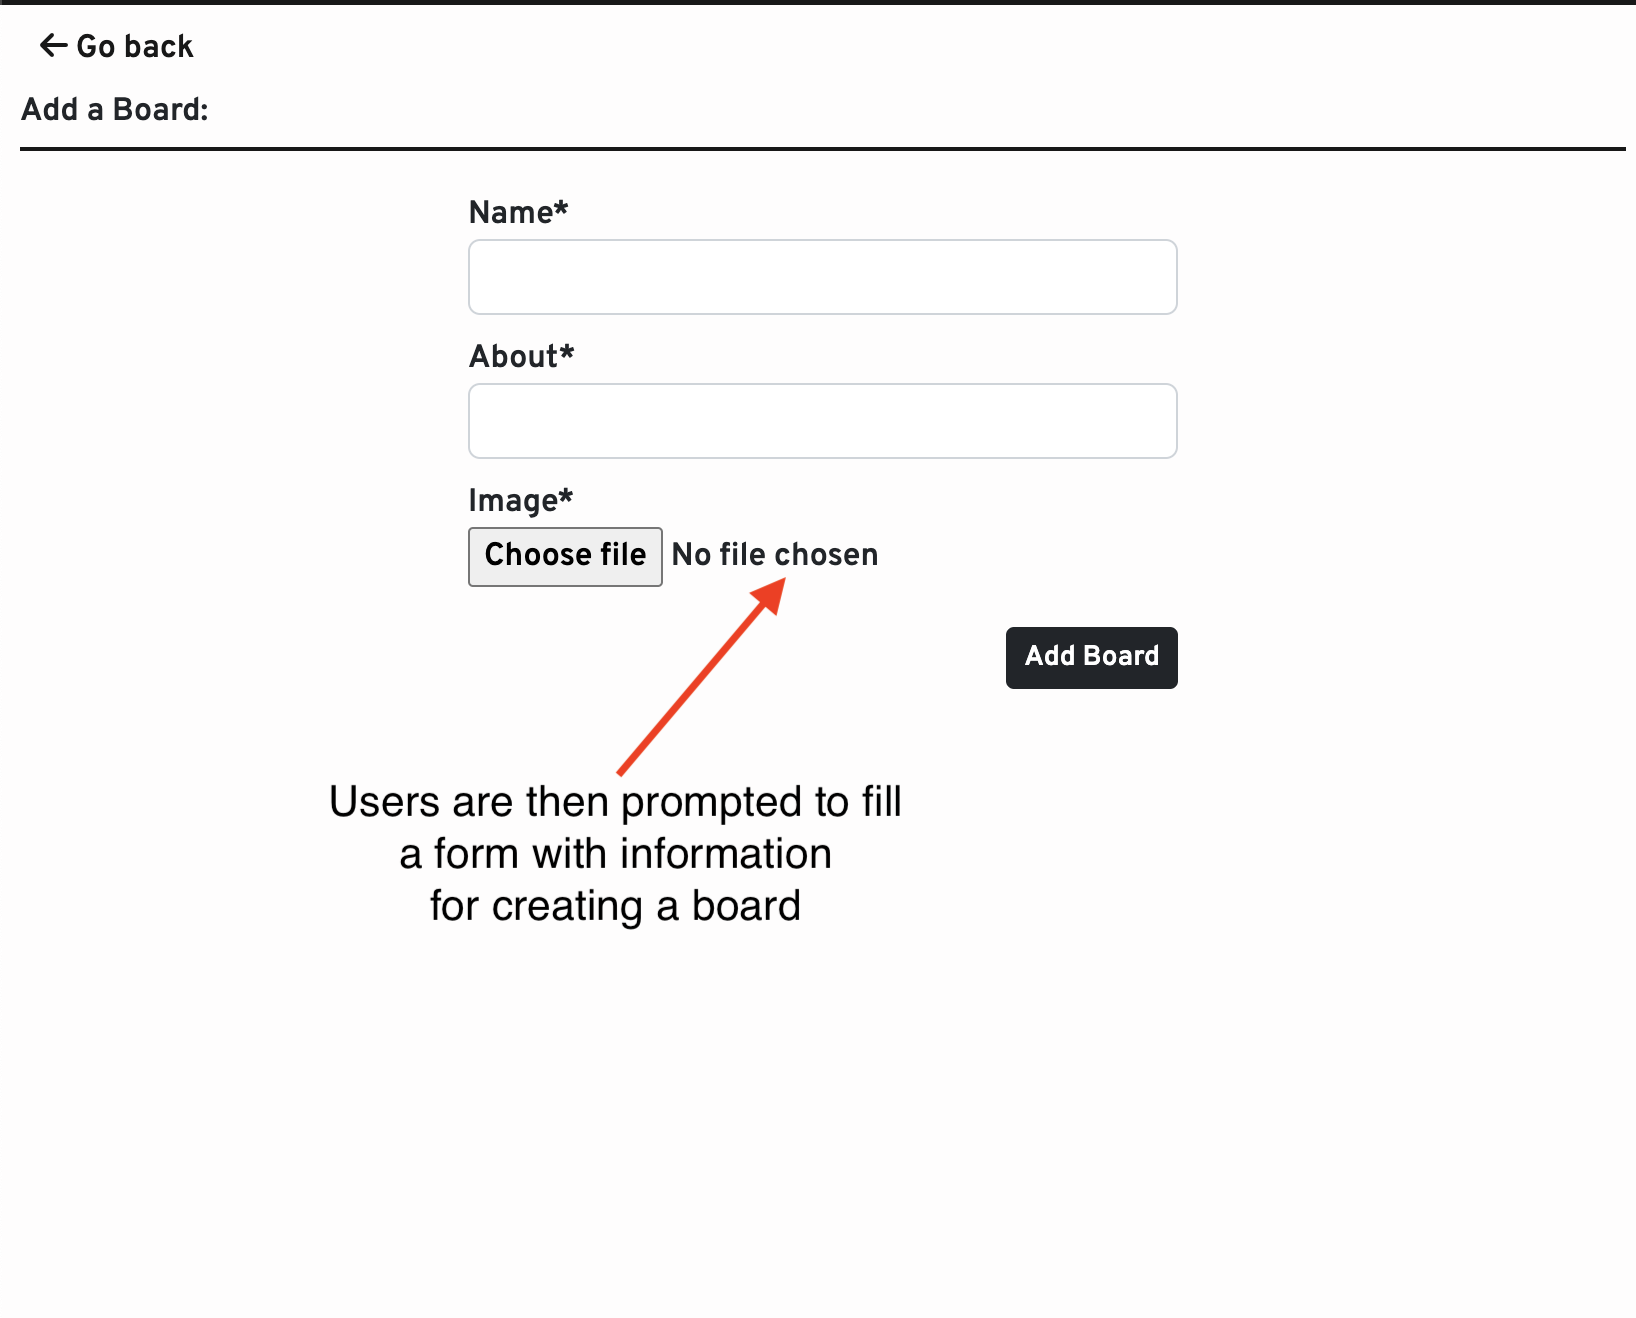 ← Go back
Add a Board:
Name*
About*
Image*
Choose file No file chosen
Add Board
Users are then prompted to fill
a form with information
for creating a board